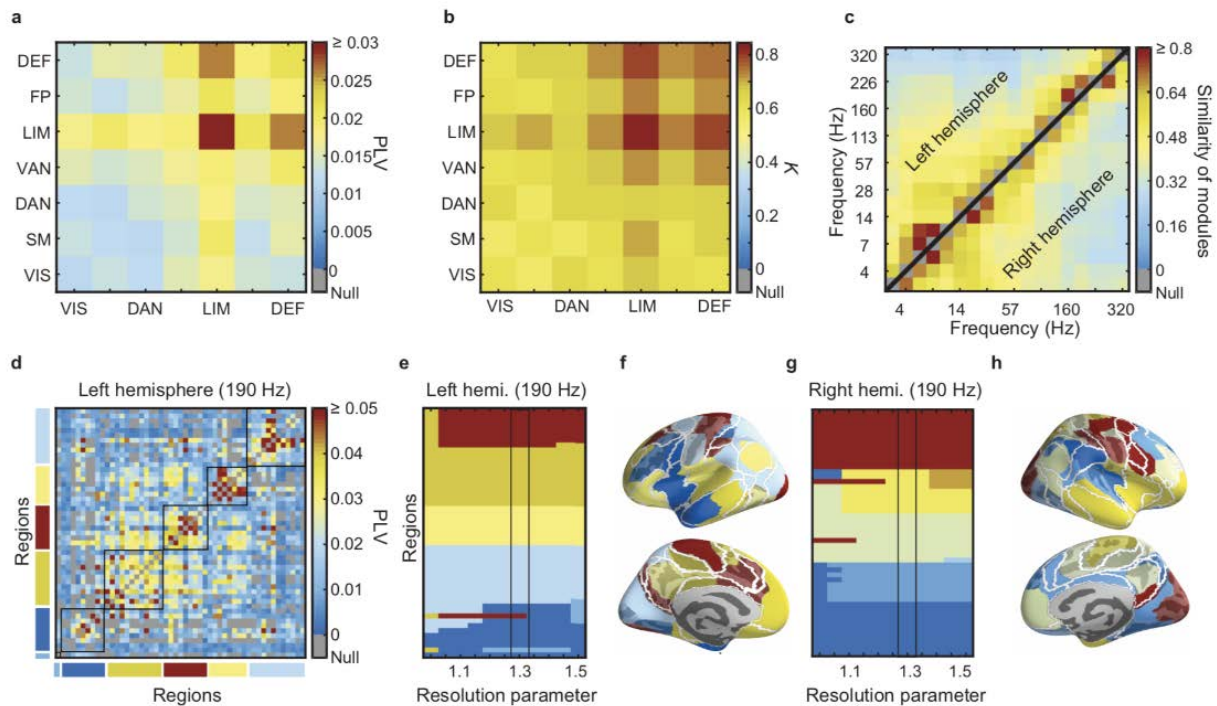 a
DEF
FP
LIM
VAN
DAN
SM
VIS
VIS DAN LIM DEF
≥ 0.03
0.025
0.02
0.015
0.01
0.005
0
Null
PLV
b
DEF
FP
LIM
VAN
DAN
SM
VIS
VIS DAN LIM DEF
0.8
0.6
0.4
0.2
0
Null
K
c
Frequency (Hz)
320
226
160
113
57
28
14
7
4
Left hemisphere
Right hemisphere
4 14 57 160 320
Frequency (Hz)
≥ 0.8
0.64
0.48
0.32
0.16
0
Null
Similarity of modules
d
Left hemisphere (190 Hz)
Regions
Regions
≥ 0.05
0.04
0.03
0.02
0.01
0
Null
PLV
e
Left hemi. (190 Hz)
Regions
1.1 1.3 1.5
Resolution parameter
f
g
Right hemi. (190 Hz)
1.1 1.3 1.5
Resolution parameter
h